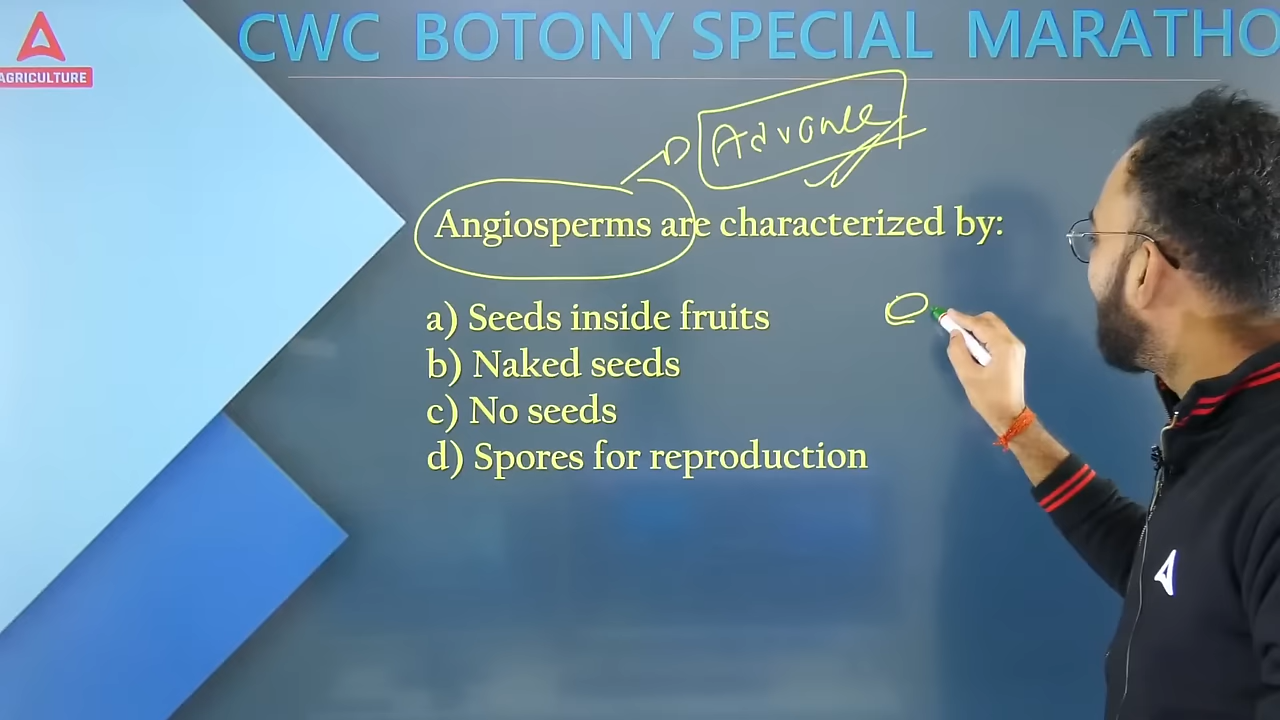 CWC BOTONY SPECIAL MARATHO
AGRICULTURE
Advance
Angiosperms are characterized by:
a) Seeds inside fruits
b) Naked seeds
c) No seeds
d) Spores for reproduction